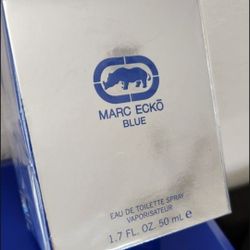 MARC ECKŌ
BLUE
EAU DE TOILETTE SPRAY
VAPORISATEUR
1.7 FL. OZ. 50 ml ℮